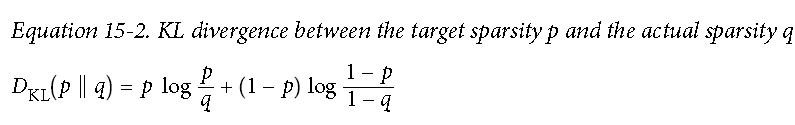 Equation 15-2. KL divergence between the target sparsity p and the actual sparsity q
D_KL(p ∥ q) = p log p/q + (1 − p) log (1 − p)/(1 − q)